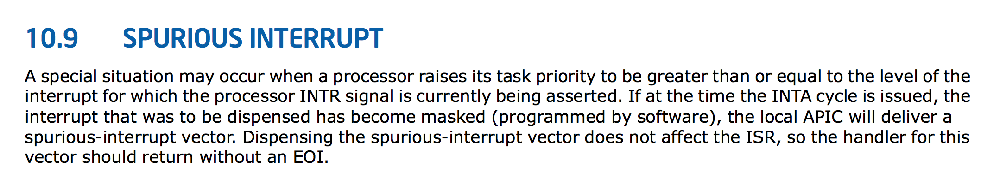 10.9 SPURIOUS INTERRUPT
A special situation may occur when a processor raises its task priority to be greater than or equal to the level of the
interrupt for which the processor INTR signal is currently being asserted. If at the time the INTA cycle is issued, the
interrupt that was to be dispensed has become masked (programmed by software), the local APIC will deliver a
spurious-interrupt vector. Dispensing the spurious-interrupt vector does not affect the ISR, so the handler for this
vector should return without an EOI.